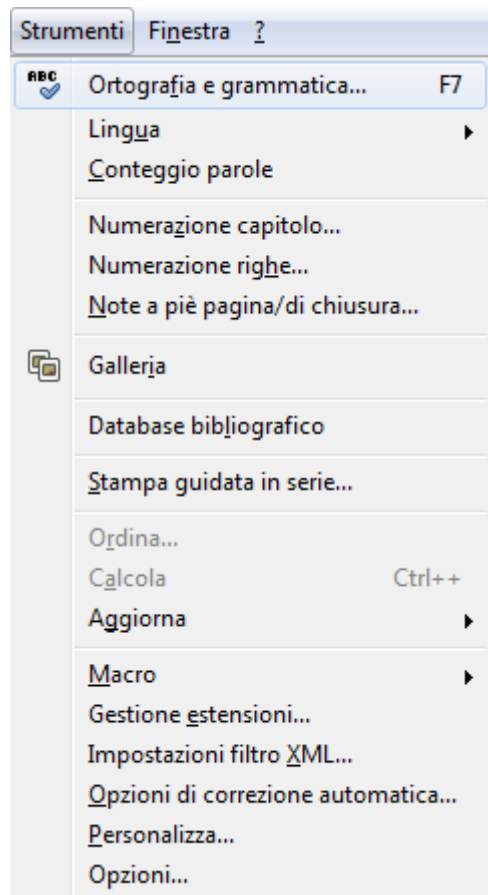 Strumenti Finestra ?
ABC Ortografia e grammatica... F7
Lingua
Conteggio parole
Numerazione capitolo...
Numerazione righe...
Note a piè pagina/di chiusura...
Galleria
Database bibliografico
Stampa guidata in serie...
Ordina...
Calcola Ctrl++
Aggiorna
Macro
Gestione estensioni...
Impostazioni filtro XML...
Opzioni di correzione automatica...
Personalizza...
Opzioni...